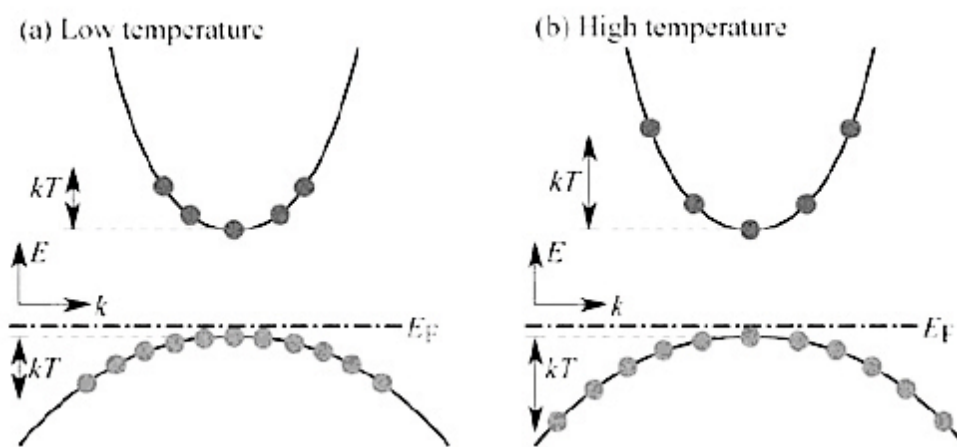 (a) Low temperature
(b) High temperature
kT
kT
E
E
k
k
E_F
E_F
kT
kT